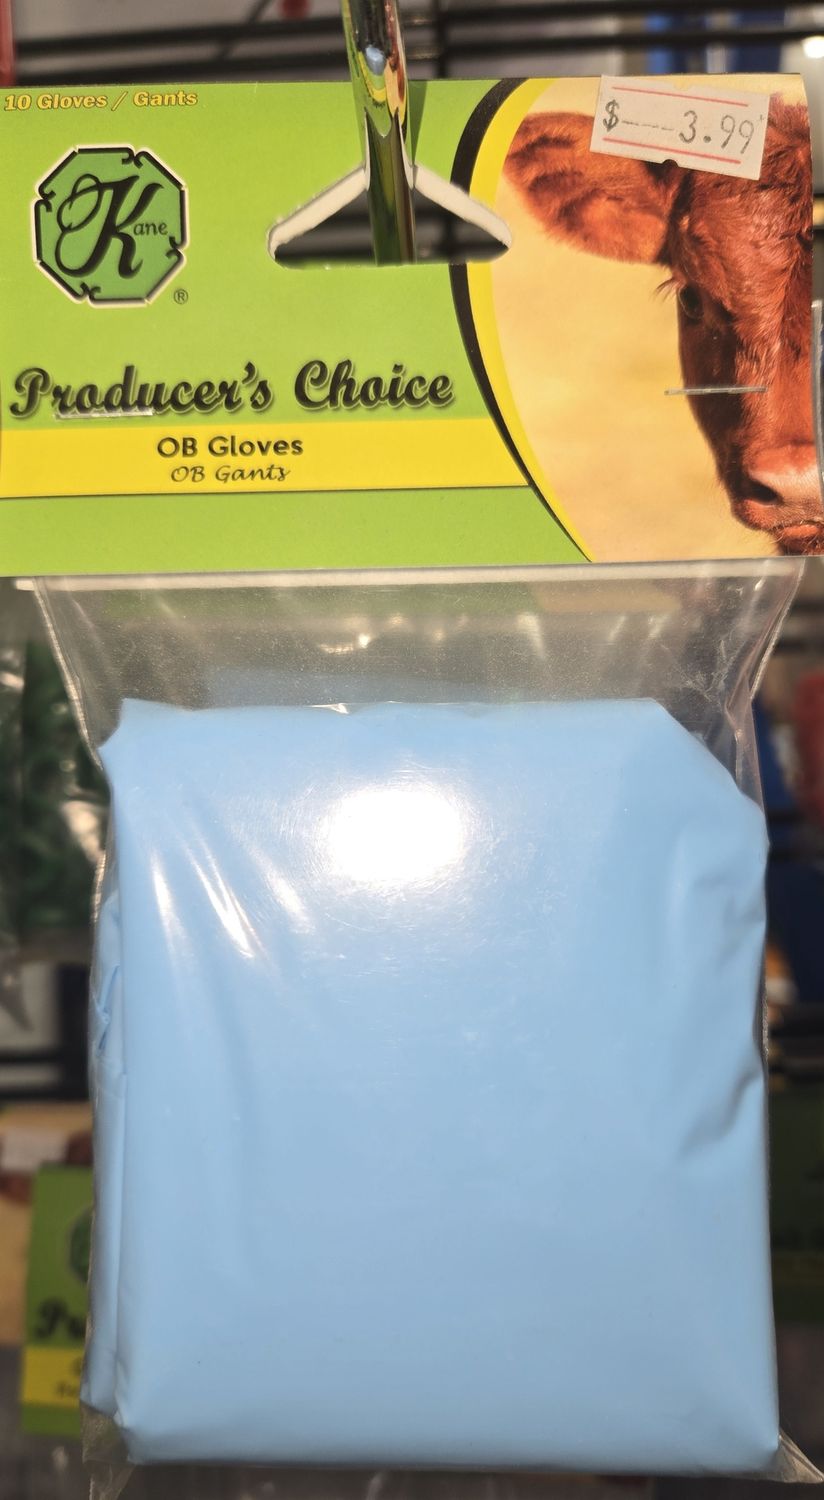 10 Gloves / Gants
$----3.99
Kane
®
Producer's Choice
OB Gloves
OB Gants